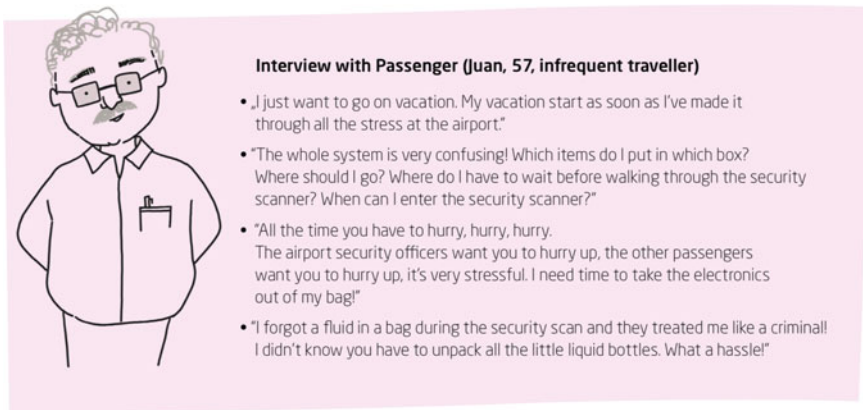 Interview with Passenger (Juan, 57, infrequent traveller)
• „I just want to go on vacation. My vacation start as soon as I've made it
through all the stress at the airport."
• "The whole system is very confusing! Which items do I put in which box?
Where should I go? Where do I have to wait before walking through the security
scanner? When can I enter the security scanner?"
• "All the time you have to hurry, hurry, hurry.
The airport security officers want you to hurry up, the other passengers
want you to hurry up, it's very stressful. I need time to take the electronics
out of my bag!"
• "I forgot a fluid in a bag during the security scan and they treated me like a criminal!
I didn't know you have to unpack all the little liquid bottles. What a hassle!"